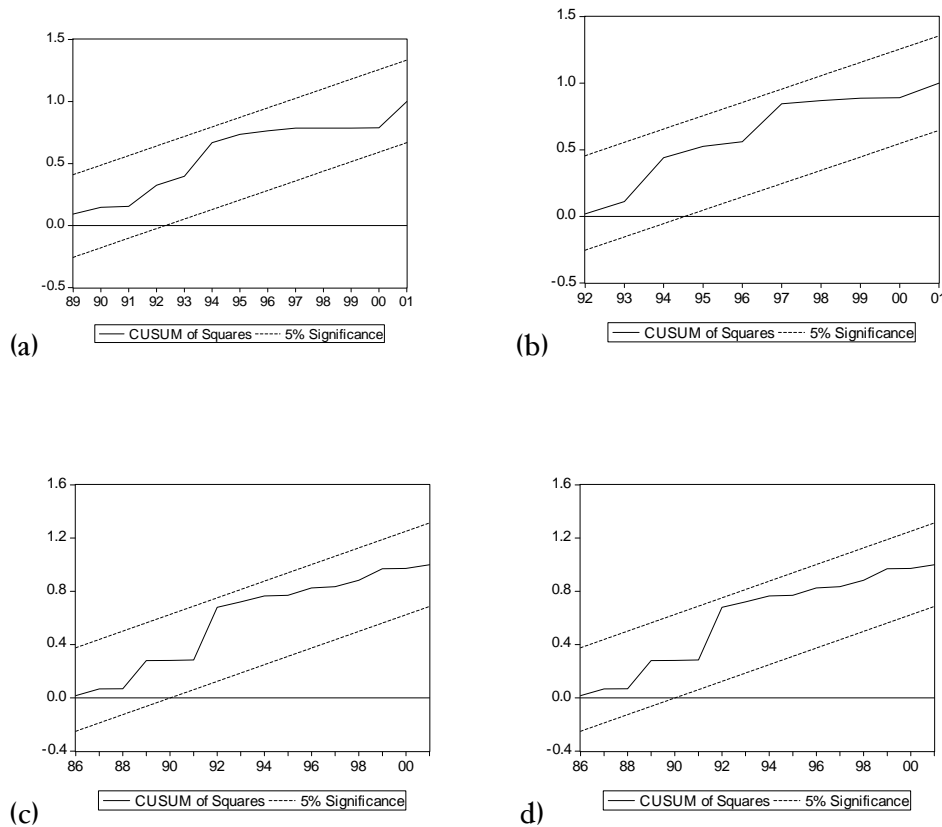 1.5
1.0
0.5
0.0
-0.5
89 90 91 92 93 94 95 96 97 98 99 00 01
CUSUM of Squares 5% Significance
(a)
1.5
1.0
0.5
0.0
-0.5
92 93 94 95 96 97 98 99 00 01
CUSUM of Squares 5% Significance
(b)
1.6
1.2
0.8
0.4
0.0
-0.4
86 88 90 92 94 96 98 00
CUSUM of Squares 5% Significance
(c)
1.6
1.2
0.8
0.4
0.0
-0.4
86 88 90 92 94 96 98 00
CUSUM of Squares 5% Significance
d)